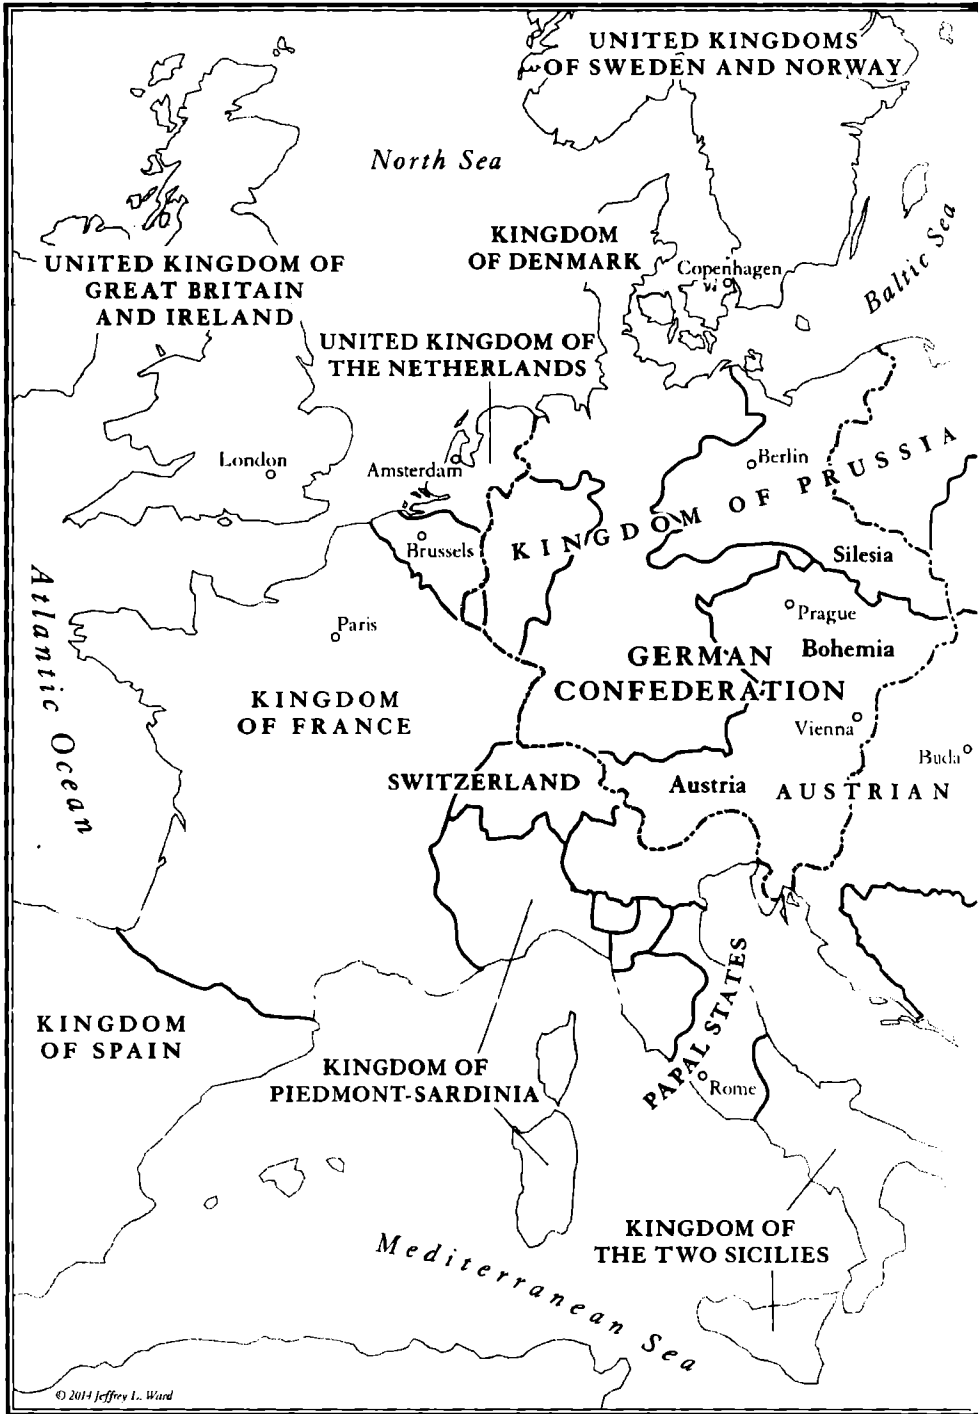 UNITED KINGDOMS
OF SWEDEN AND NORWAY
North Sea
Baltic Sea
KINGDOM
OF DENMARK
Copenhagen
UNITED KINGDOM OF
GREAT BRITAIN
AND IRELAND
UNITED KINGDOM OF
THE NETHERLANDS
London
Amsterdam
Berlin
KINGDOM OF PRUSSIA
Brussels
Silesia
Atlantic Ocean
Paris
Prague
Bohemia
GERMAN
CONFEDERATION
KINGDOM
OF FRANCE
Vienna
Buda
SWITZERLAND
Austria
AUSTRIAN
PAPAL STATES
KINGDOM
OF SPAIN
KINGDOM OF
PIEDMONT-SARDINIA
Rome
KINGDOM OF
THE TWO SICILIES
Mediterranean Sea
© 2014 Jeffrey L. Ward